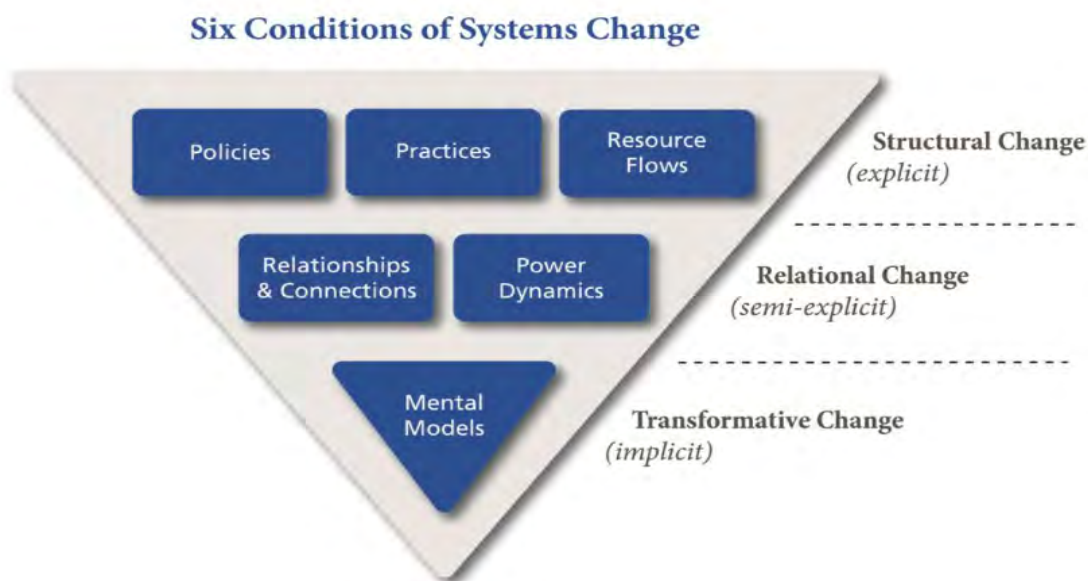 Six Conditions of Systems Change
Policies
Practices
Resource
Flows
Structural Change
(explicit)
Relationships
& Connections
Power
Dynamics
Relational Change
(semi-explicit)
Mental
Models
Transformative Change
(implicit)